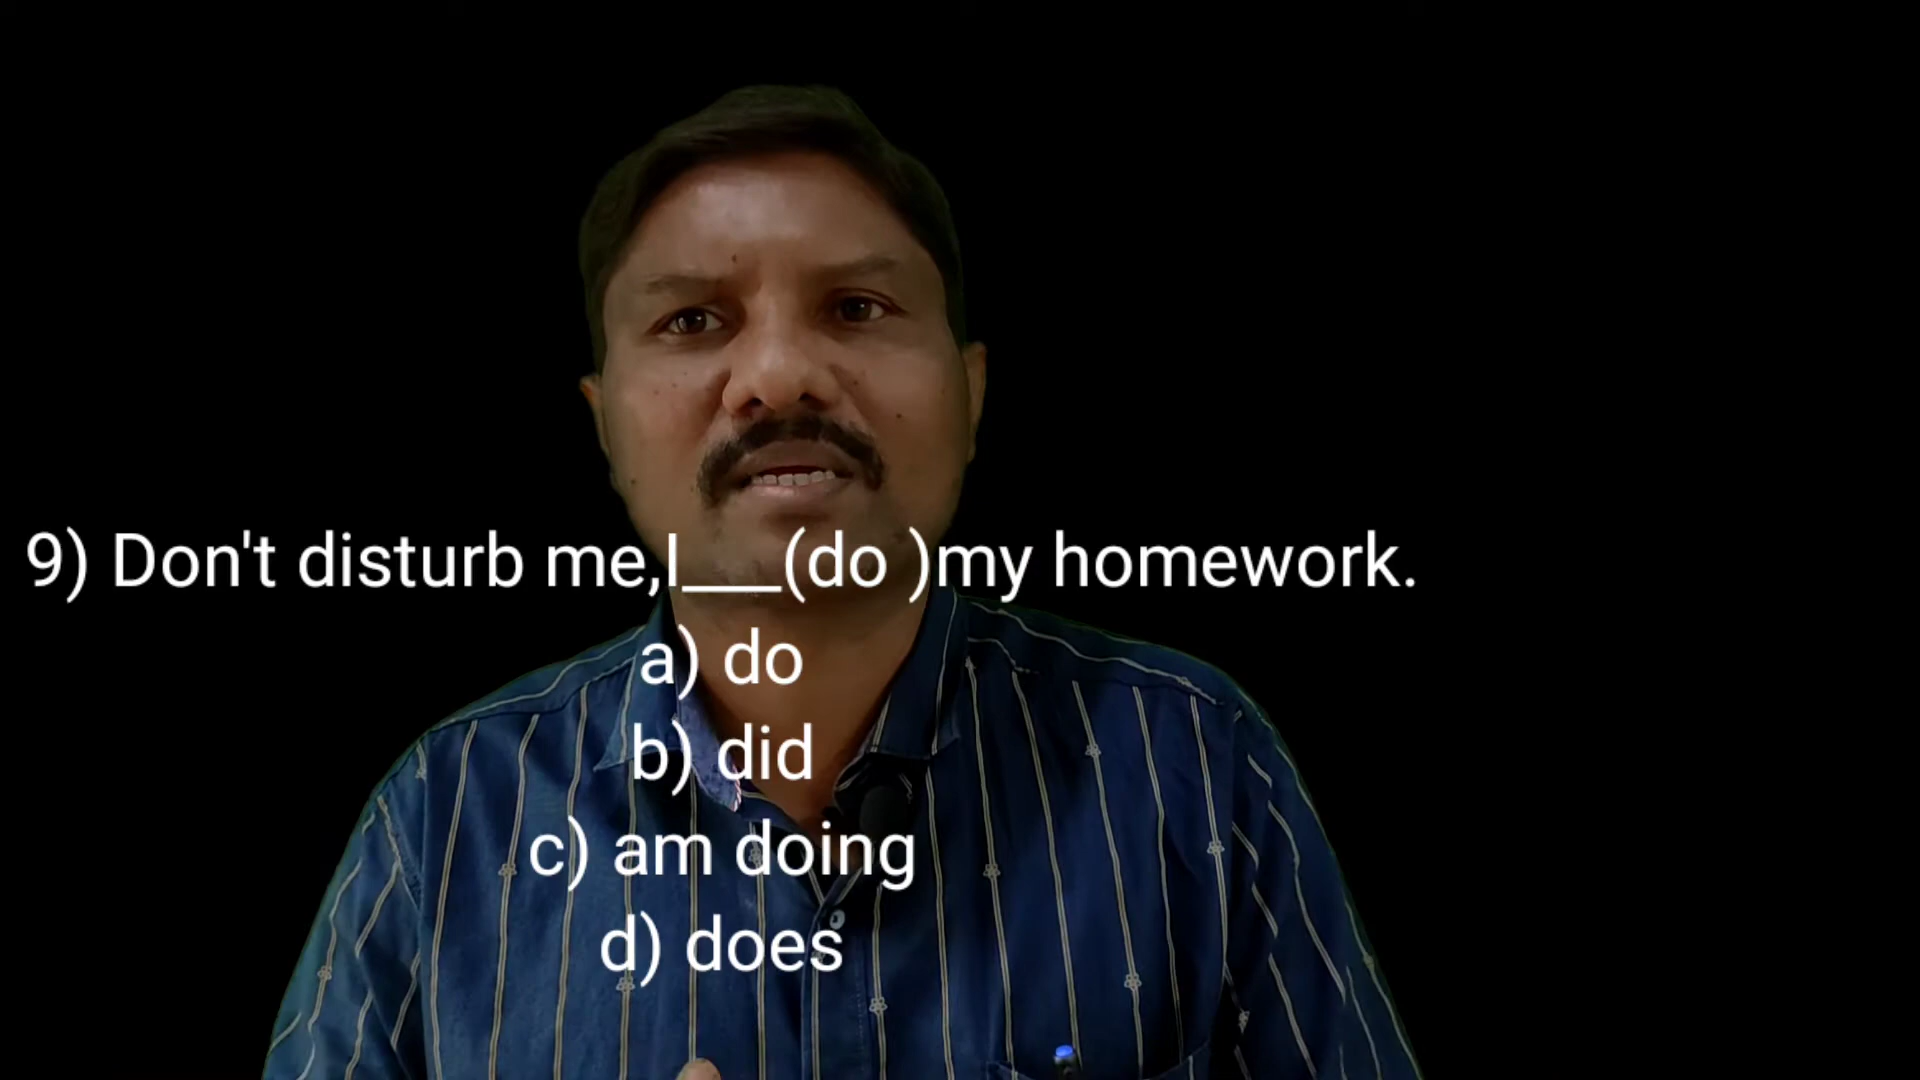 9) Don't disturb me,I___(do )my homework.
a) do
b) did
c) am doing
d) does